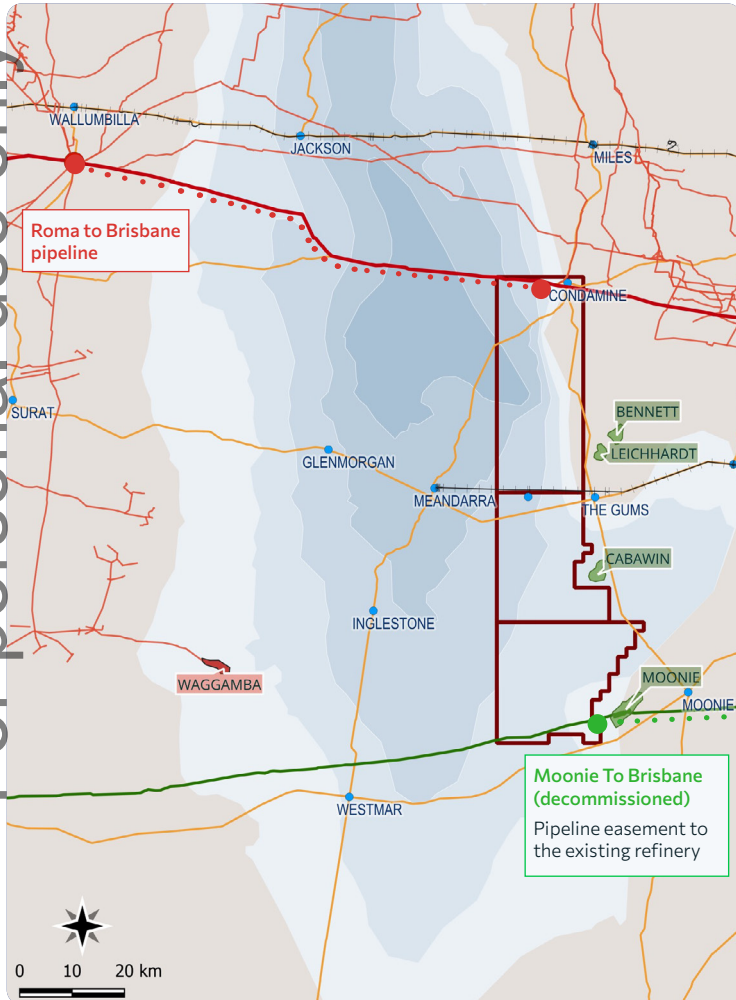 WALLUMBILLA
JACKSON
MILES
Roma to Brisbane
pipeline
CONDAMINE
SURAT
BENNETT
LEICHHARDT
GLENMORGAN
MEANDARRA
THE GUMS
CABAWIN
INGLESTONE
WAGGAMBA
MOONIE
MOONIE
Moonie To Brisbane
(decommissioned)
Pipeline easement to
the existing refinery
WESTMAR
0 10 20 km